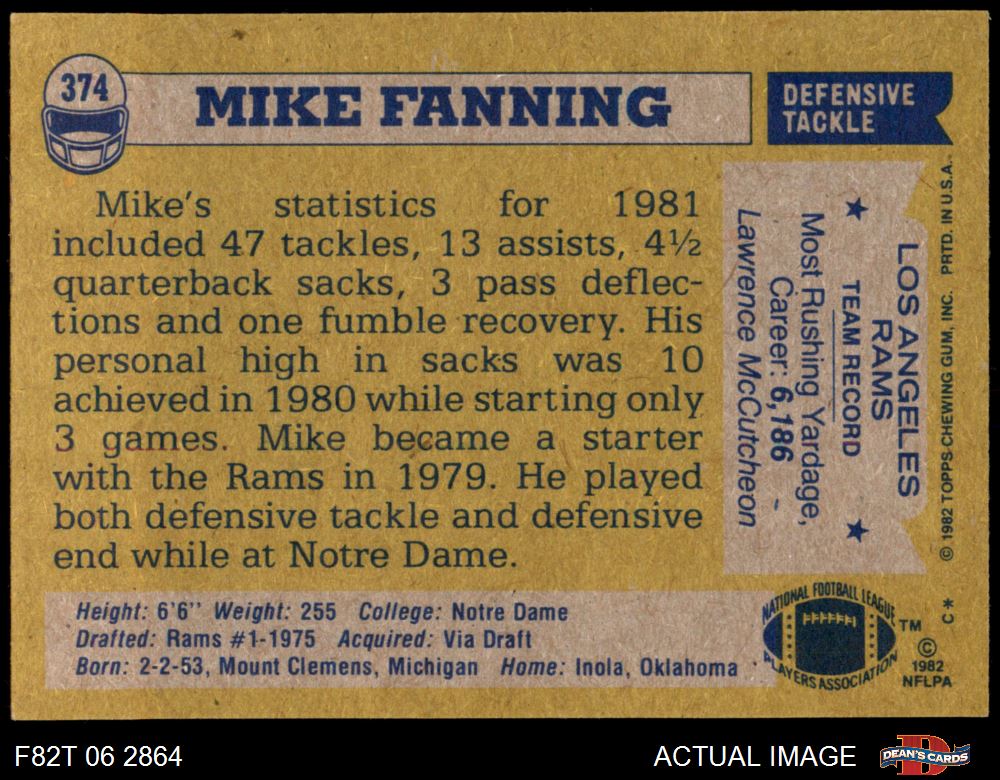 374
MIKE FANNING
DEFENSIVE
TACKLE
Mike's statistics for 1981
included 47 tackles, 13 assists, 4½
quarterback sacks, 3 pass deflec-
tions and one fumble recovery. His
personal high in sacks was 10
achieved in 1980 while starting only
3 games. Mike became a starter
with the Rams in 1979. He played
both defensive tackle and defensive
end while at Notre Dame.
LOS ANGELES
RAMS
TEAM RECORD
Most Rushing Yardage,
Career: 6,186 -
Lawrence McCutcheon
© 1982 TOPPS CHEWING GUM, INC. PRTD. IN U.S.A.
Height: 6'6" Weight: 255 College: Notre Dame
Drafted: Rams #1-1975 Acquired: Via Draft
Born: 2-2-53, Mount Clemens, Michigan Home: Inola, Oklahoma
NATIONAL FOOTBALL LEAGUE
PLAYERS ASSOCIATION
TM
C *
©
1982
NFLPA
F82T 06 2864
ACTUAL IMAGE
DEAN'S CARDS